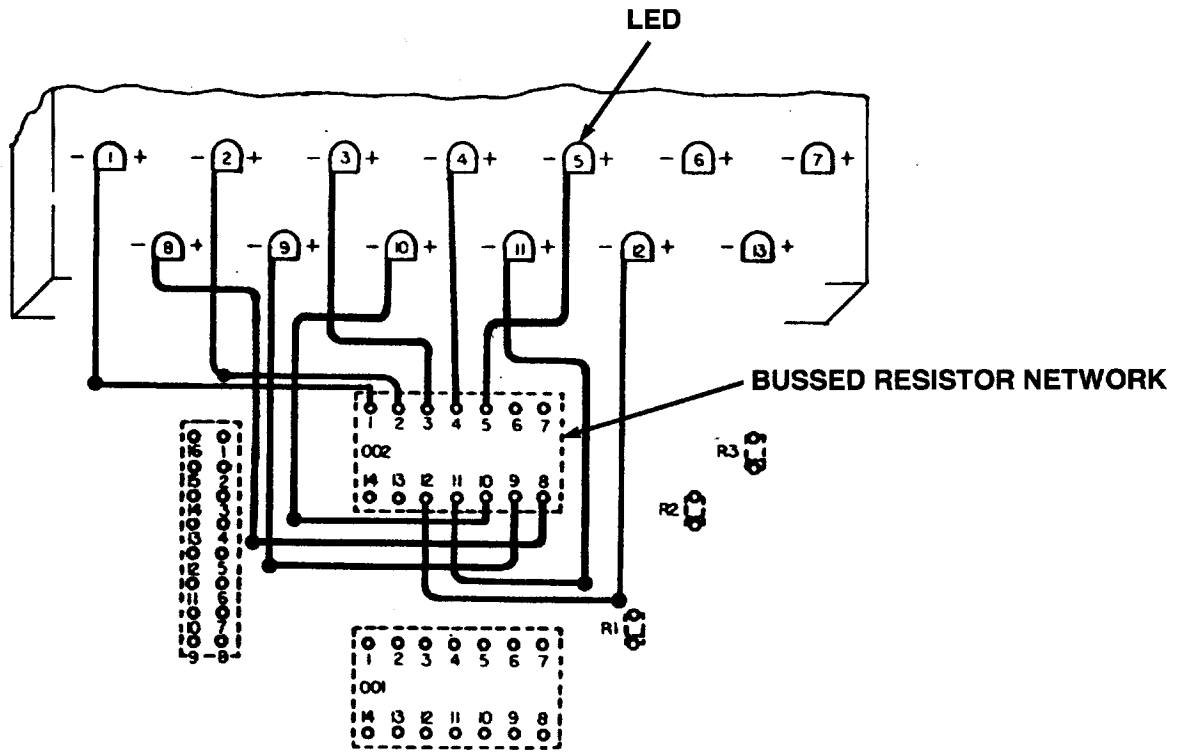 LED
- 1 + - 2 + - 3 + - 4 + - 5 + - 6 + - 7 +
- 8 + - 9 + - 10 + - 11 + - 12 + - 13 +
BUSSED RESISTOR NETWORK
1 2 3 4 5 6 7
002
14 13 12 11 10 9 8
16 1
15 2
14 3
13 4
12 5
11 6
10 7
9 8
R3
R2
R1
1 2 3 4 5 6 7
001
14 13 12 11 10 9 8